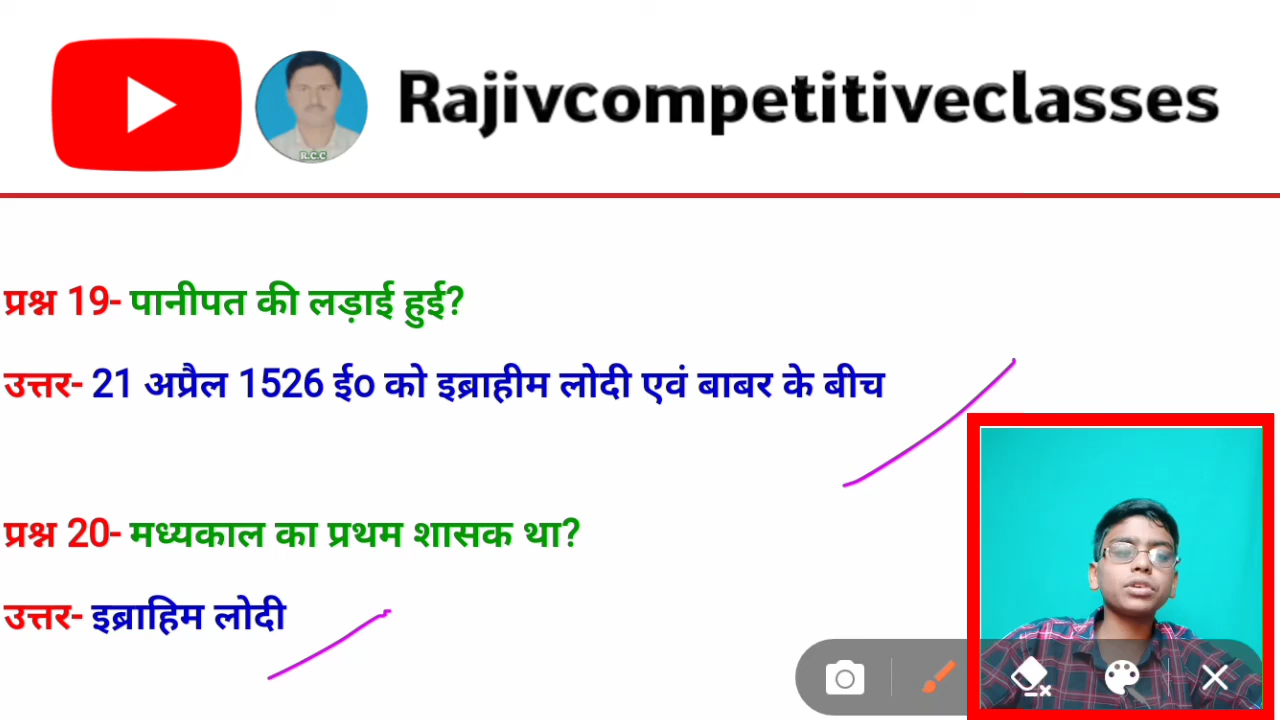 Rajivcompetitiveclasses
R.C.C
प्रश्न 19- पानीपत की लड़ाई हुई?
उत्तर- 21 अप्रैल 1526 ईo को इब्राहीम लोदी एवं बाबर के बीच
प्रश्न 20- मध्यकाल का प्रथम शासक था?
उत्तर- इब्राहिम लोदी